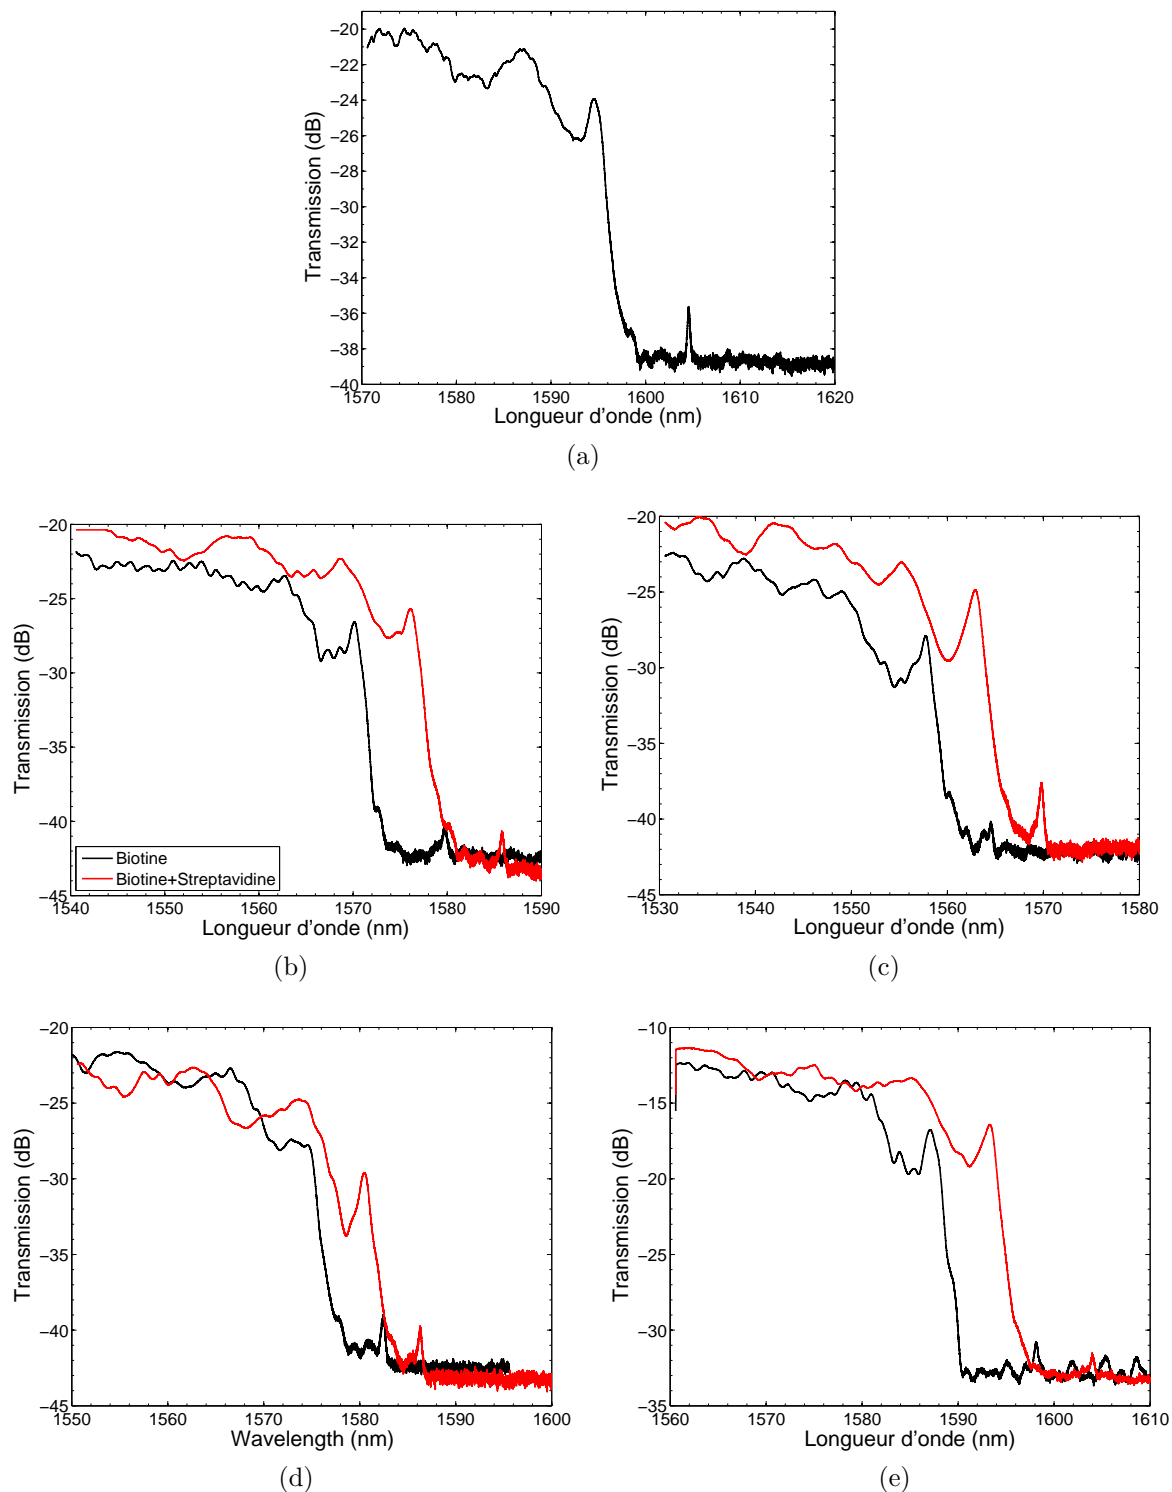 −20
−22
−24
−26
−28
−30
−32
−34
−36
−38
−40
Transmission (dB)
1570 1580 1590 1600 1610 1620
Longueur d'onde (nm)
(a)
−20
−25
−30
−35
−40
−45
Transmission (dB)
Biotine
Biotine+Streptavidine
1540 1550 1560 1570 1580 1590
Longueur d'onde (nm)
(b)
−20
−25
−30
−35
−40
−45
Transmission (dB)
1530 1540 1550 1560 1570 1580
Longueur d'onde (nm)
(c)
−20
−25
−30
−35
−40
−45
Transmission (dB)
1550 1560 1570 1580 1590 1600
Wavelength (nm)
(d)
−10
−15
−20
−25
−30
−35
Transmission (dB)
1560 1570 1580 1590 1600 1610
Longueur d'onde (nm)
(e)